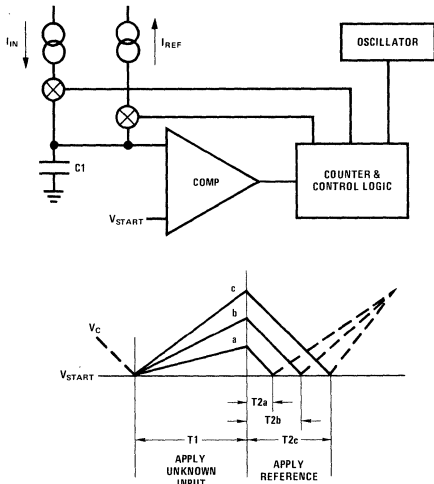 I_IN
I_REF
OSCILLATOR
C1
COMP
COUNTER &
CONTROL LOGIC
V_START
c
V_C
b
a
V_START
T2a
T2b
T1
T2c
APPLY
UNKNOWN
INPUT
APPLY
REFERENCE